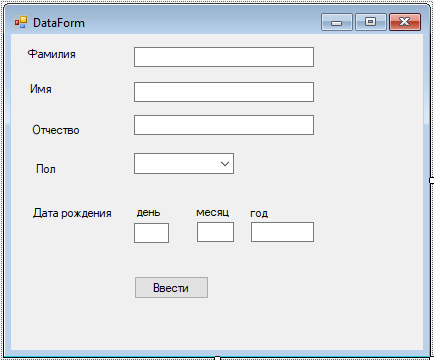 DataForm
Фамилия
Имя
Отчество
Пол
Дата рождения день месяц год
Ввести